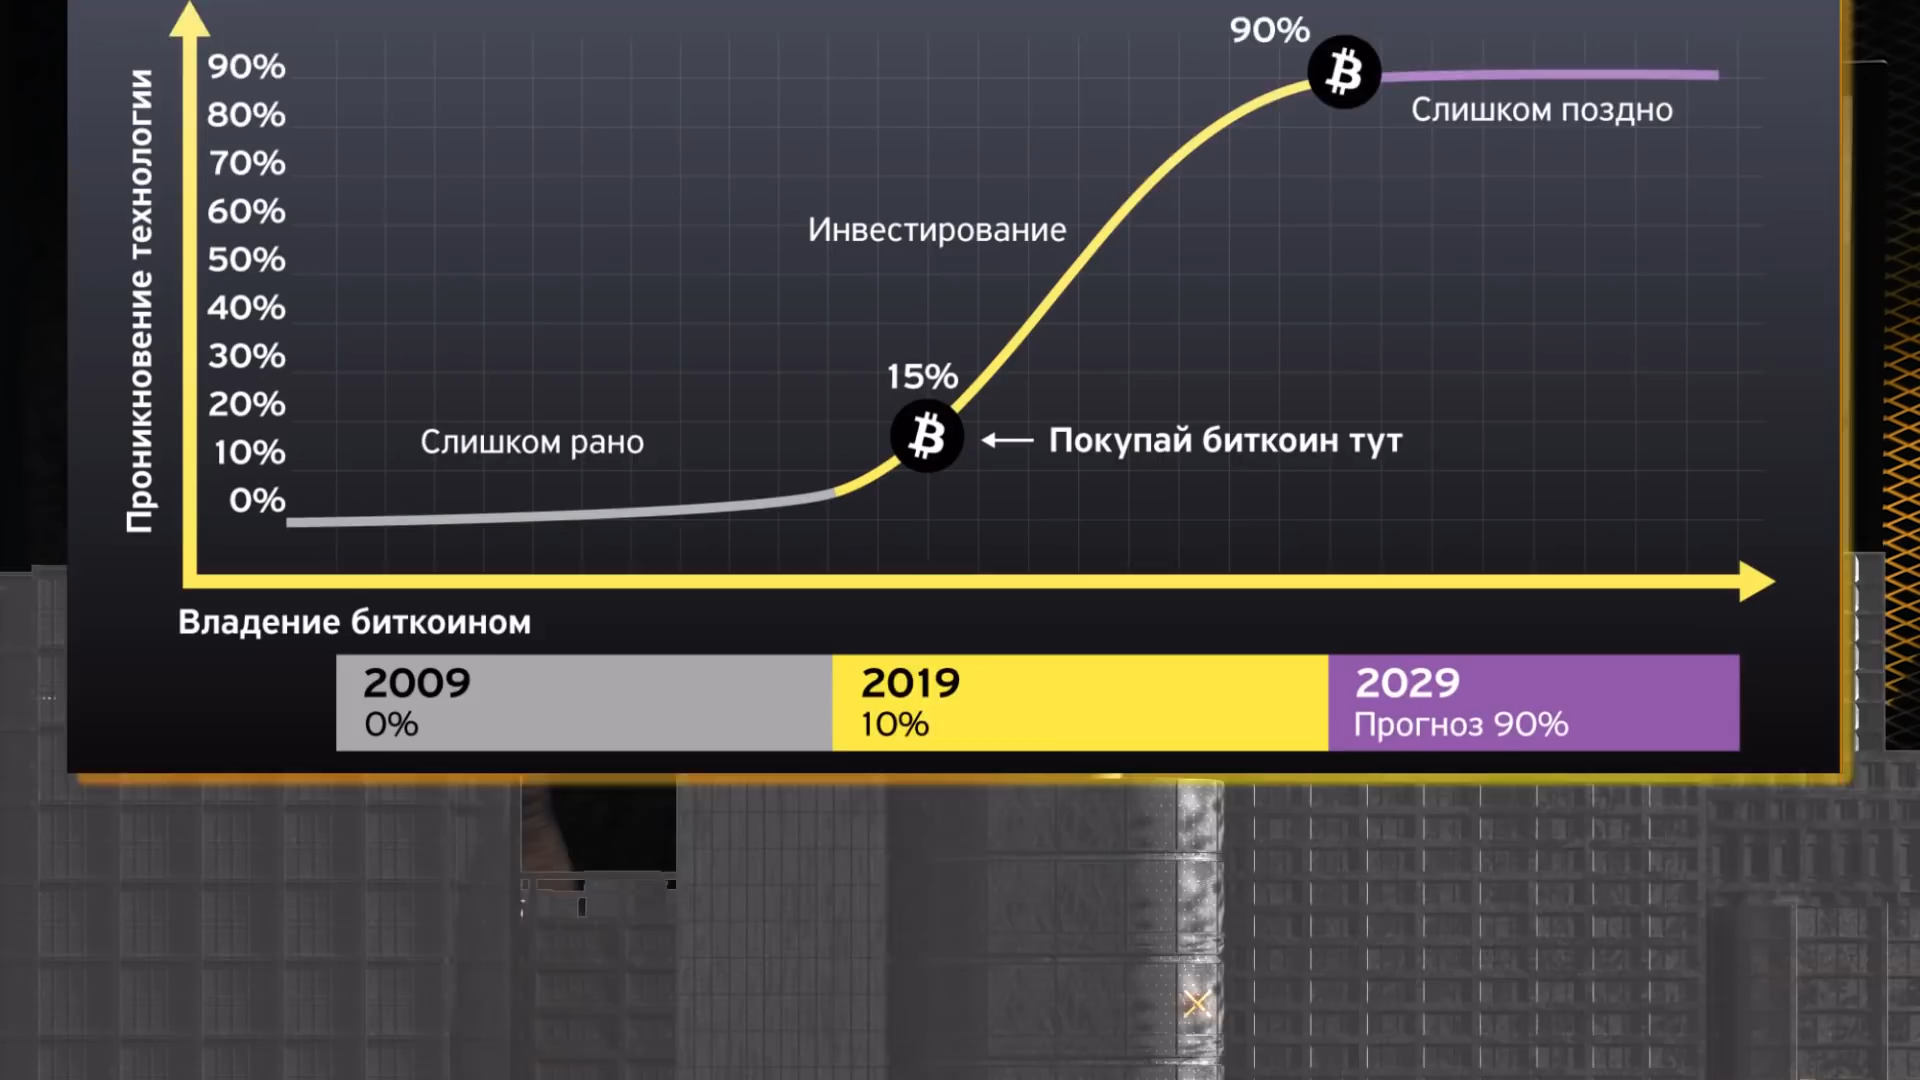 90%
90%
80%
70%
60%
50%
40%
30%
20%
10%
0%
Проникновение технологии
Слишком поздно
Инвестирование
15%
Слишком рано
Покупай биткоин тут
Владение биткоином
2009
0%
2019
10%
2029
Прогноз 90%